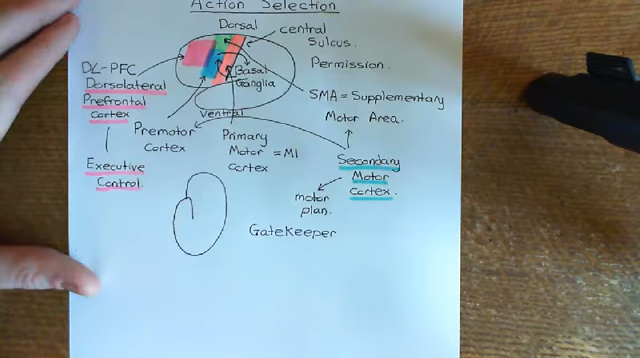 Action Selection
Dorsal
central
Sulcus.
Permission.
DL-PFC
Dorsolateral
Prefrontal
cortex
Basal
Ganglia
SMA = Supplementary
Motor Area.
Ventral
Premotor
Cortex
Primary
Motor = M1
Cortex
Executive
Control.
Secondary
Motor
Cortex.
motor
plan.
Gatekeeper